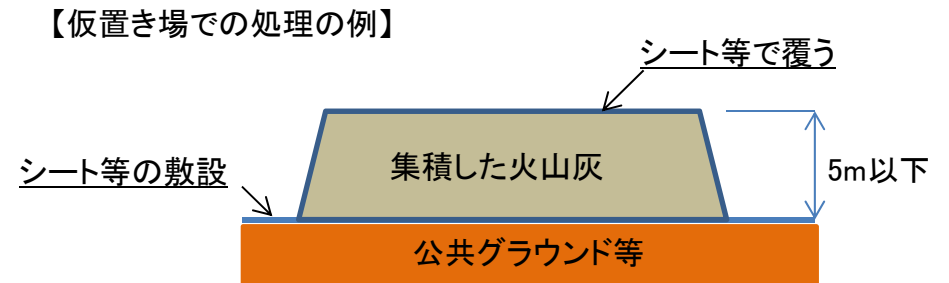 【仮置き場での処理の例】
シート等で覆う
集積した火山灰
シート等の敷設
5m以下
公共グラウンド等